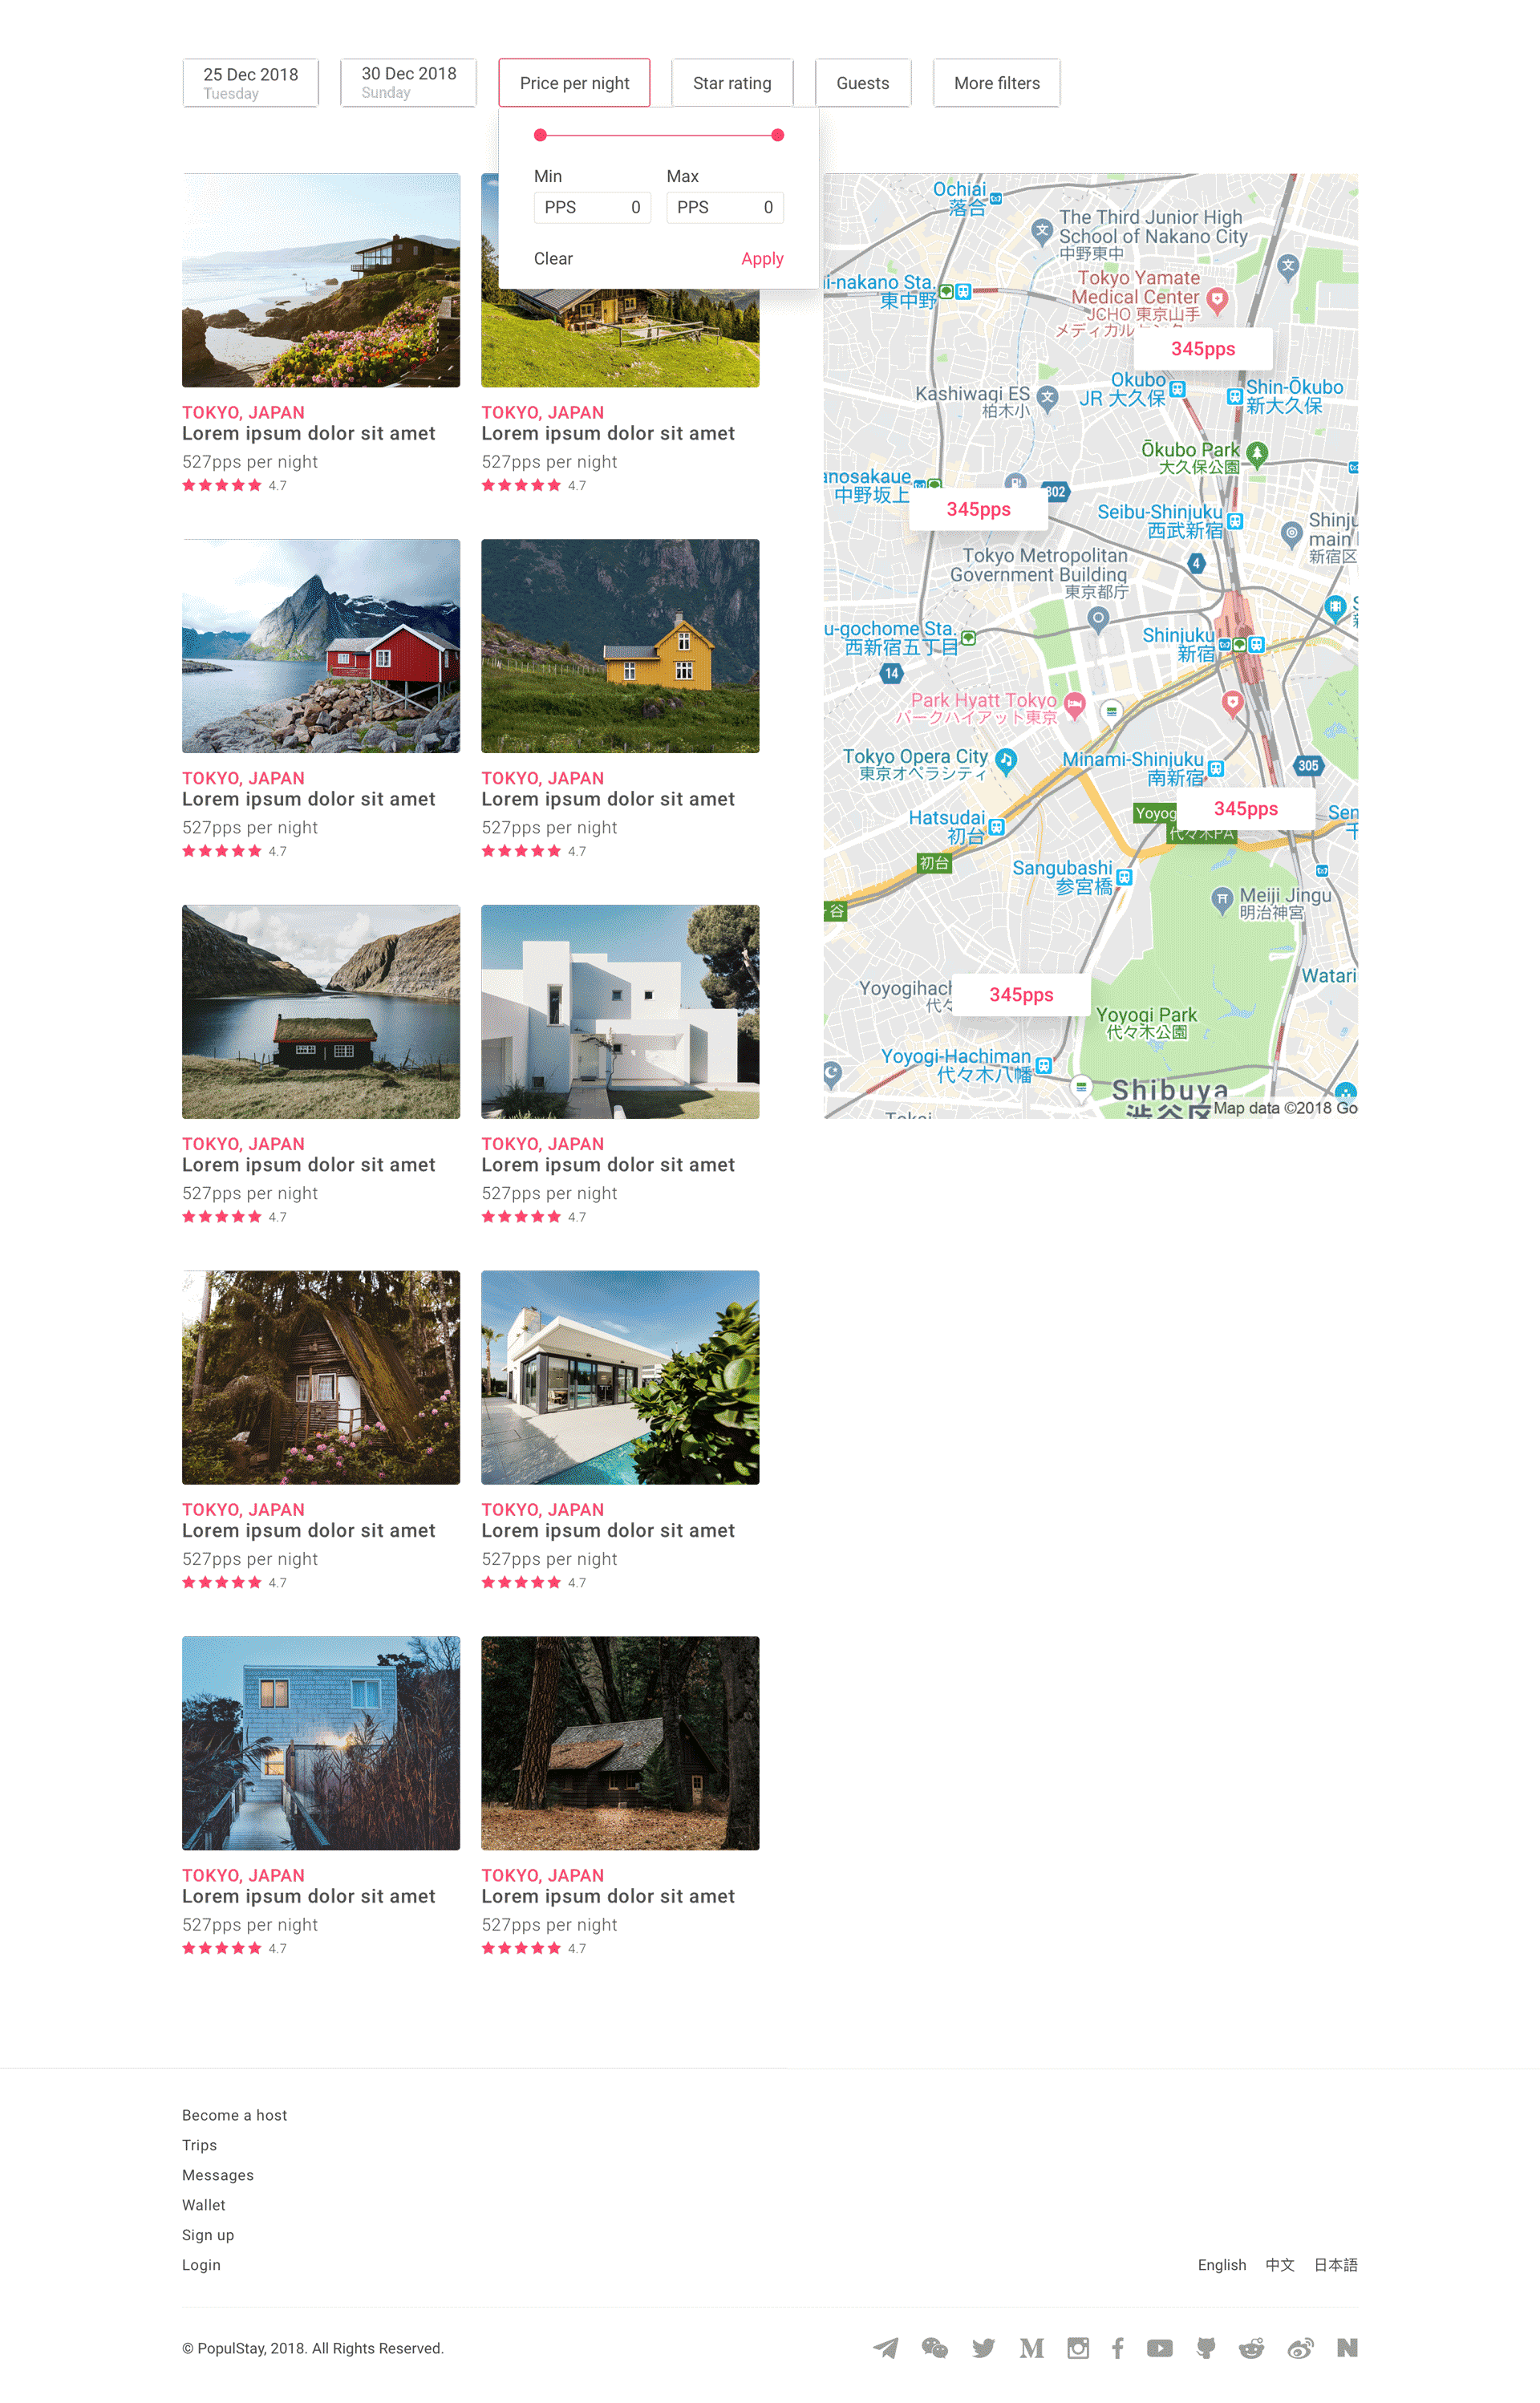 25 Dec 2018
Tuesday
30 Dec 2018
Sunday
Price per night
Star rating
Guests
More filters
Min
Max
PPS 0
PPS 0
Clear
Apply
TOKYO, JAPAN
Lorem ipsum dolor sit amet
527pps per night
4.7
TOKYO, JAPAN
Lorem ipsum dolor sit amet
527pps per night
4.7
TOKYO, JAPAN
Lorem ipsum dolor sit amet
527pps per night
4.7
TOKYO, JAPAN
Lorem ipsum dolor sit amet
527pps per night
4.7
TOKYO, JAPAN
Lorem ipsum dolor sit amet
527pps per night
4.7
TOKYO, JAPAN
Lorem ipsum dolor sit amet
527pps per night
4.7
TOKYO, JAPAN
Lorem ipsum dolor sit amet
527pps per night
4.7
TOKYO, JAPAN
Lorem ipsum dolor sit amet
527pps per night
4.7
TOKYO, JAPAN
Lorem ipsum dolor sit amet
527pps per night
4.7
TOKYO, JAPAN
Lorem ipsum dolor sit amet
527pps per night
4.7
Ochiai
落合
The Third Junior High
School of Nakano City
中野東中
文
文
i-nakano Sta.
東中野
Tokyo Yamate
Medical Center
JCHO 東京山手
345pps
Kashiwagi ES
柏木小
文
Okubo
JR 大久保
Shin-Ōkubo
新大久保
Ōkubo Park
大久保公園
anosakaue
中野坂上
302
345pps
Seibu-Shinjuku
西武新宿
Shinju
main
新宿区
Tokyo Metropolitan
Government Building
東京都庁
4
u-gochome Sta.
西新宿五丁目
14
Shinjuku
新宿
Park Hyatt Tokyo
パークハイアット東京
Tokyo Opera City
東京オペラシティ
Minami-Shinjuku
南新宿
305
345pps
Yoyog
代々木PA
Sen
Hatsudai
初台
初台
Sangubashi
参宮橋
Meiji Jingu
明治神宮
谷
Yoyogihach
代々
345pps
Watari
Yoyogi Park
代々木公園
Yoyogi-Hachiman
代々木八幡
Shibuya
渋谷区
Map data ©2018 Go
Become a host
Trips
Messages
Wallet
Sign up
Login
English 中文 日本語
© PopulStay, 2018. All Rights Reserved.